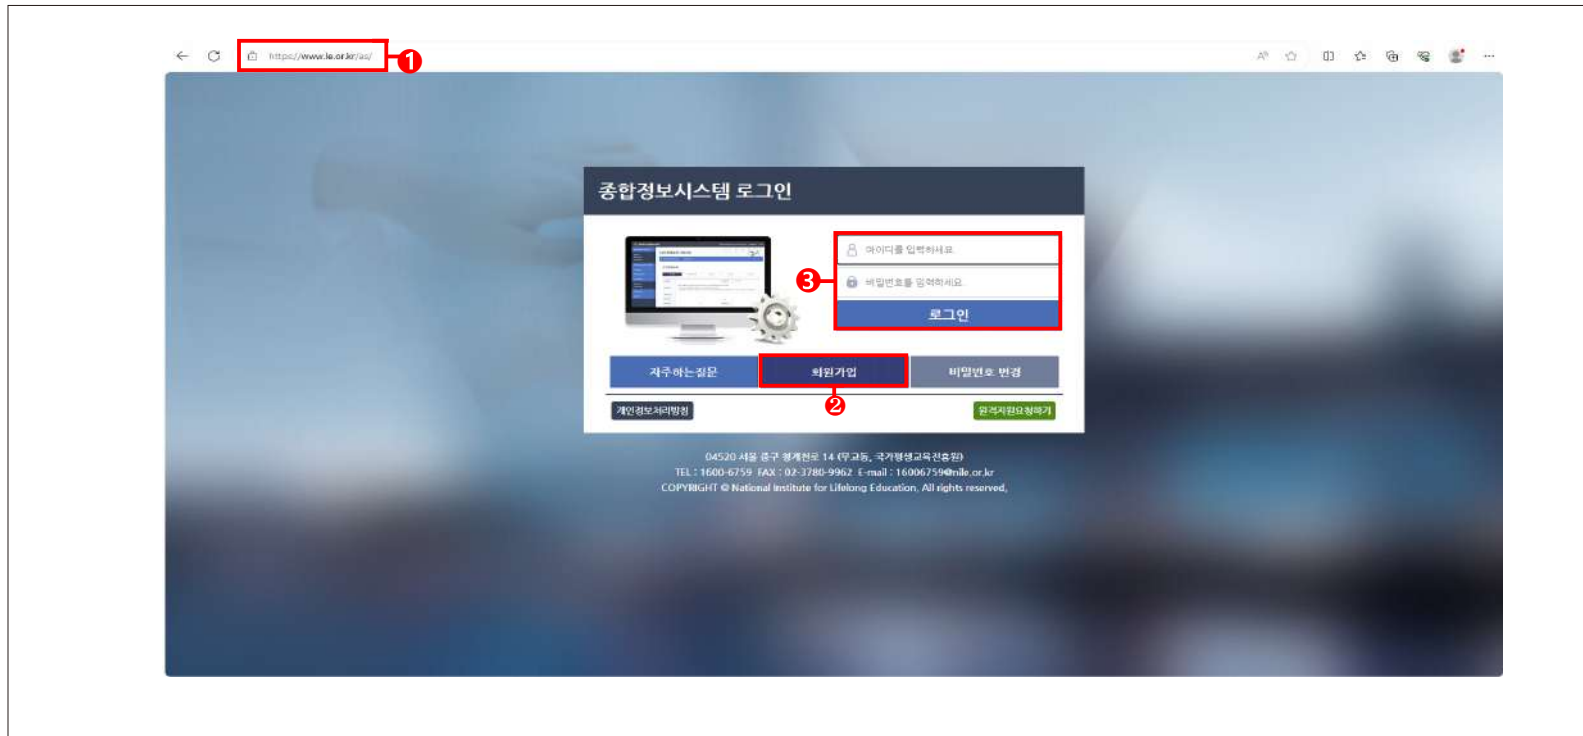 https://www.le.or.kr/as/
1
종합정보시스템 로그인
아이디를 입력하세요
3
비밀번호를 입력하세요
로그인
자주하는질문
회원가입
비밀번호 변경
2
개인정보처리방침
원격지원요청하기
04520 서울 중구 청계천로 14 (무교동, 국가평생교육진흥원)
TEL : 1600-6759 FAX : 02-3780-9962 E-mail : 16006759@nile.or.kr
COPYRIGHT © National Institute for Lifelong Education, All rights reserved.